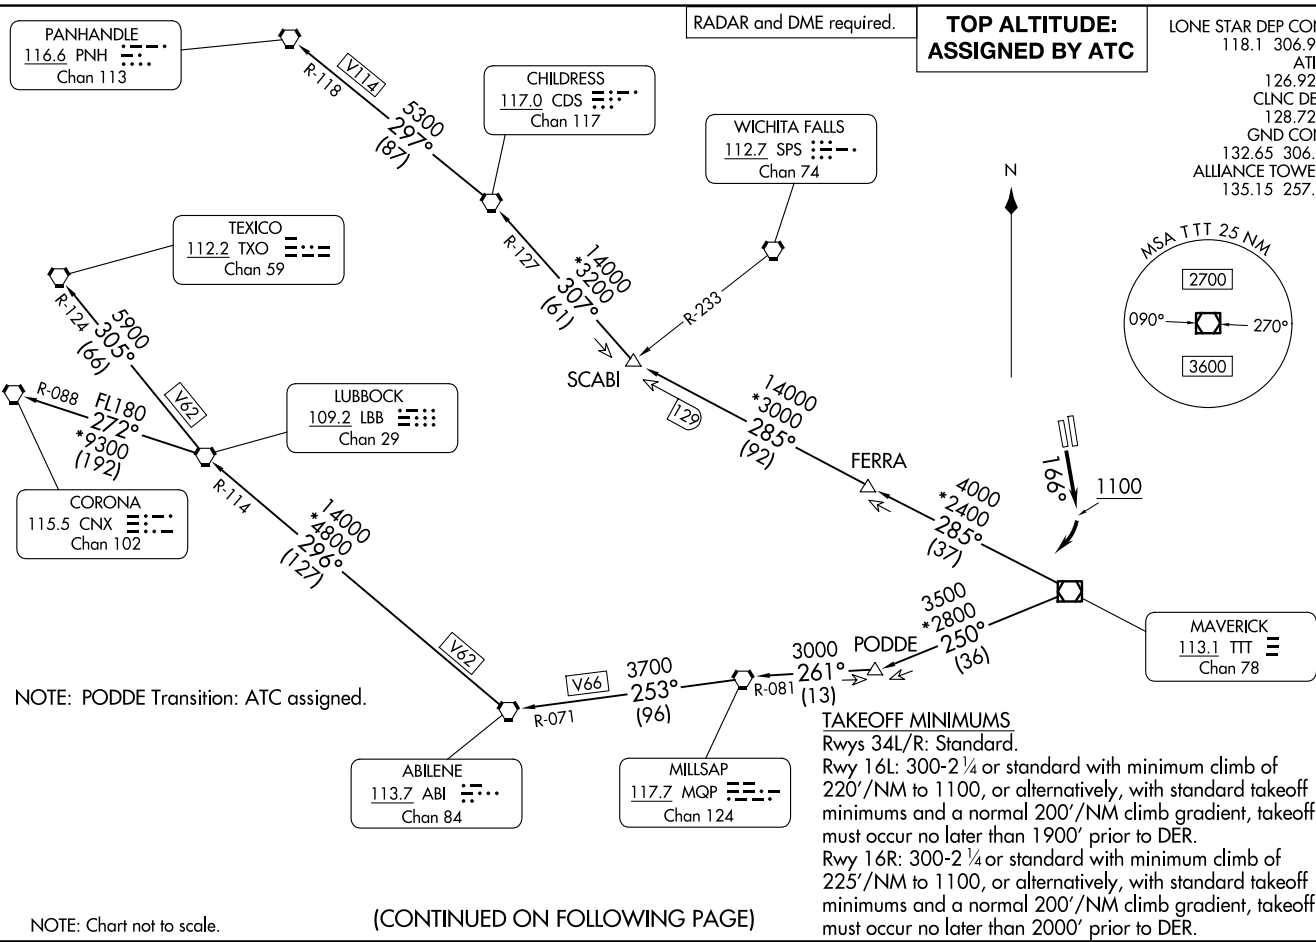 RADAR and DME required.
TOP ALTITUDE:
ASSIGNED BY ATC
LONE STAR DEP CON
118.1 306.9
ATI
126.92
CLNC DE
128.72
GND CON
132.65 306.
ALLIANCE TOWE
135.15 257.
PANHANDLE
116.6 PNH
Chan 113
R-118
V114
5300
297°
(87)
CHILDRESS
117.0 CDS
Chan 117
WICHITA FALLS
112.7 SPS
Chan 74
N
MSA TTT 25 NM
2700
090°
270°
3600
TEXICO
112.2 TXO
Chan 59
R-127
14000
*3200
307°
(61)
R-233
SCABI
129
R-124
5900
305°
(66)
V62
R-088
FL180
272°
*9300
(192)
LUBBOCK
109.2 LBB
Chan 29
14000
*3000
285°
(92)
FERRA
166°
1100
CORONA
115.5 CNX
Chan 102
R-114
14000
*4800
296°
(127)
V62
4000
*2400
285°
(37)
3500
*2800
250°
(36)
MAVERICK
113.1 TTT
Chan 78
PODDE
3000
261°
(13)
R-081
V66
3700
253°
(96)
R-071
NOTE: PODDE Transition: ATC assigned.
ABILENE
113.7 ABI
Chan 84
MILLSAP
117.7 MQP
Chan 124
TAKEOFF MINIMUMS
Rwys 34L/R: Standard.
Rwy 16L: 300-2 ¼ or standard with minimum climb of
220'/NM to 1100, or alternatively, with standard takeoff
minimums and a normal 200'/NM climb gradient, takeoff
must occur no later than 1900' prior to DER.
Rwy 16R: 300-2 ¼ or standard with minimum climb of
225'/NM to 1100, or alternatively, with standard takeoff
minimums and a normal 200'/NM climb gradient, takeoff
must occur no later than 2000' prior to DER.
NOTE: Chart not to scale.
(CONTINUED ON FOLLOWING PAGE)